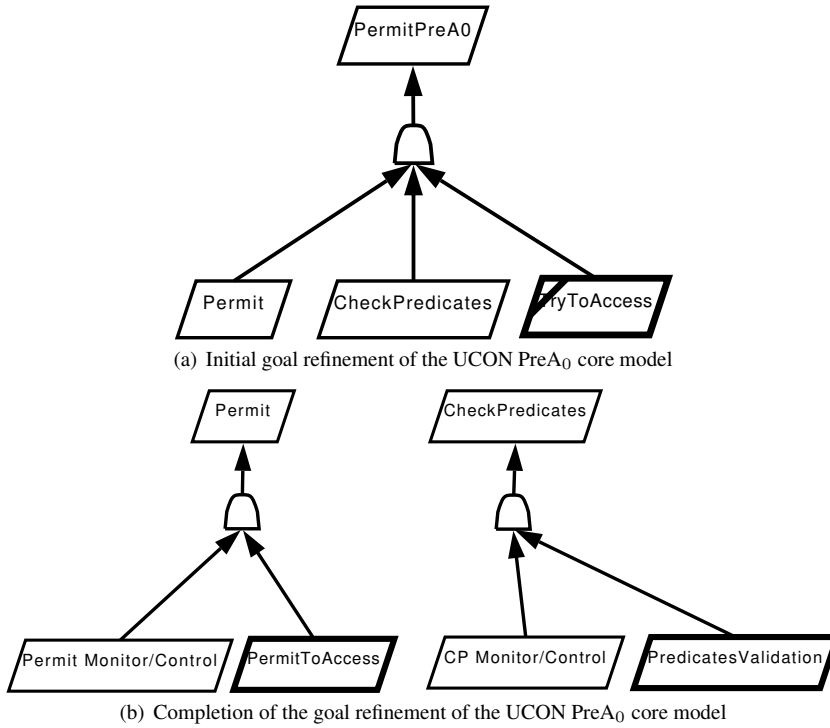 PermitPreA0
Permit
CheckPredicates
TryToAccess
(a) Initial goal refinement of the UCON PreA₀ core model
Permit
CheckPredicates
Permit Monitor/Control
PermitToAccess
CP Monitor/Control
PredicatesValidation
(b) Completion of the goal refinement of the UCON PreA₀ core model